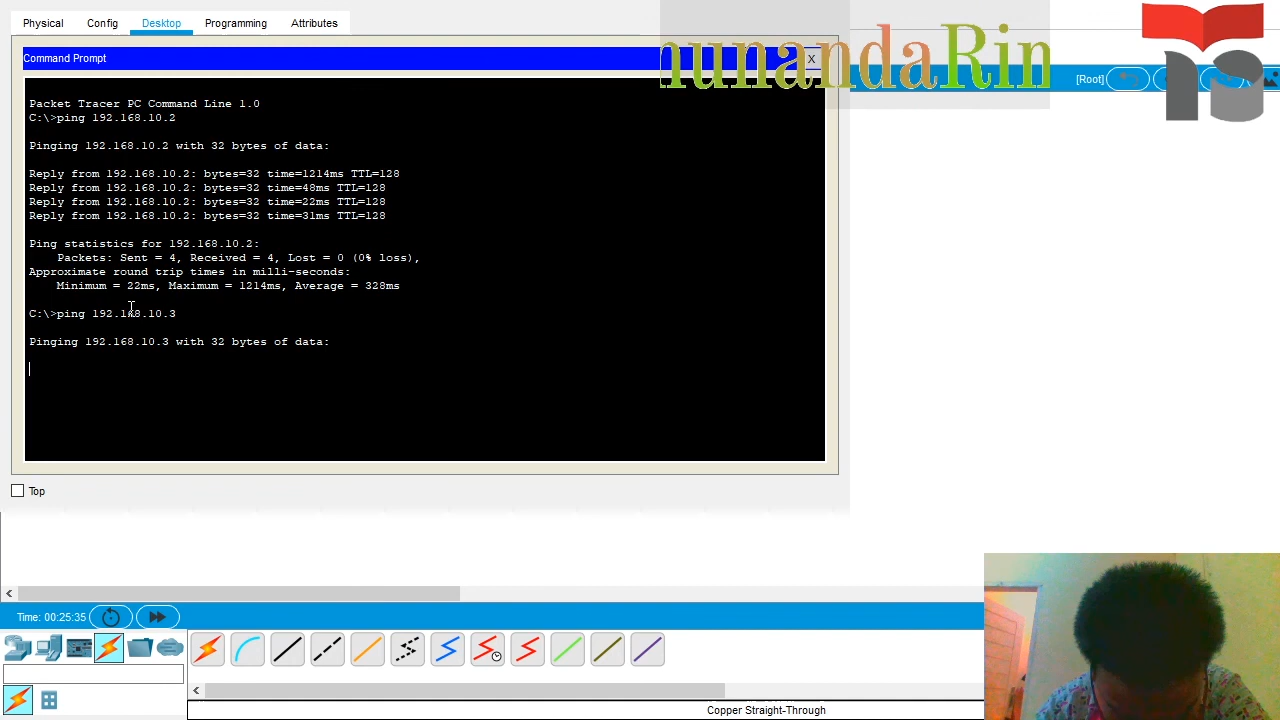 Physical Config Desktop Programming Attributes
Command Prompt
X
nunandaRin
[Root]
Packet Tracer PC Command Line 1.0
C:\>ping 192.168.10.2
Pinging 192.168.10.2 with 32 bytes of data:
Reply from 192.168.10.2: bytes=32 time=1214ms TTL=128
Reply from 192.168.10.2: bytes=32 time=48ms TTL=128
Reply from 192.168.10.2: bytes=32 time=22ms TTL=128
Reply from 192.168.10.2: bytes=32 time=31ms TTL=128
Ping statistics for 192.168.10.2:
Packets: Sent = 4, Received = 4, Lost = 0 (0% loss),
Approximate round trip times in milli-seconds:
Minimum = 22ms, Maximum = 1214ms, Average = 328ms
C:\>ping 192.168.10.3
Pinging 192.168.10.3 with 32 bytes of data:
Top
Time: 00:25:35
Copper Straight-Through